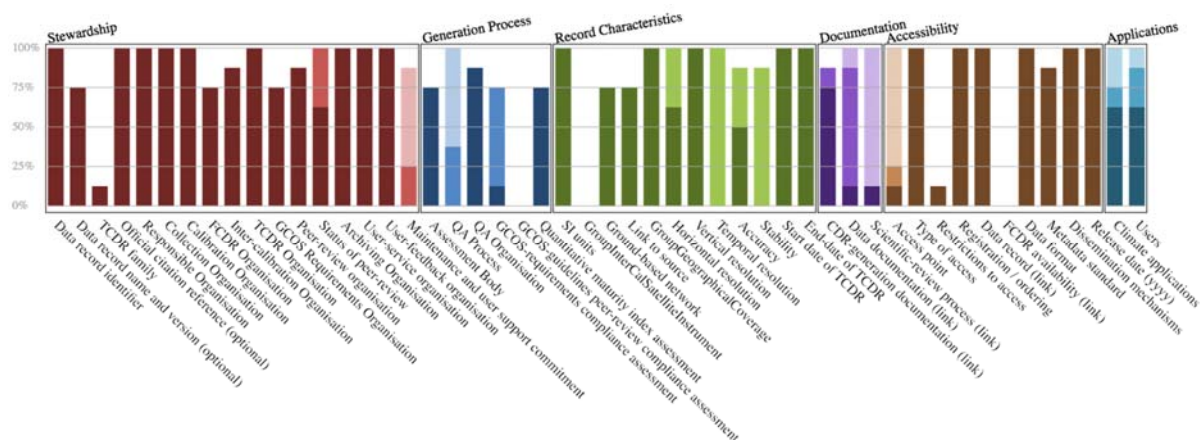 Stewardship
Generation Process
Record Characteristics
Documentation
Accessibility
Applications
100%
75%
50%
25%
0%
Data record identifier
Data record name and version (optional)
TCDR family
Official citation reference (optional)
Responsible Organisation
Collection Organisation
Calibration Organisation
FCDR Organisation
Inter-calibration Organisation
TCDR Organisation
GCOS Requirements Organisation
Peer-review organisation
Status of peer-review
Archiving Organisation
User-service organisation
User-feedback organisation
Maintenance and user support commitment
Assessment Body
QA Process
QA Organisation
GCOS-requirements compliance assessment
GCOS-guidelines peer-review compliance assessment
Quantitative maturity index assessment
SI units
GroupInterCalSatelliteInstrument
Ground-based network
Link to source
GroupGeographicalCoverage
Horizontal resolution
Vertical resolution
Temporal resolution
Accuracy
Stability
Start date of TCDR
End-date of TCDR
CDR-generation documentation (link)
Data documentation (link)
Scientific-review process (link)
Access point
Type of access
Restrictions to access
Registration / ordering
Data record (link)
FCDR availability
Data format
Metadata standard
Dissemination mechanisms
Release date (yyyy)
Climate applications
Users